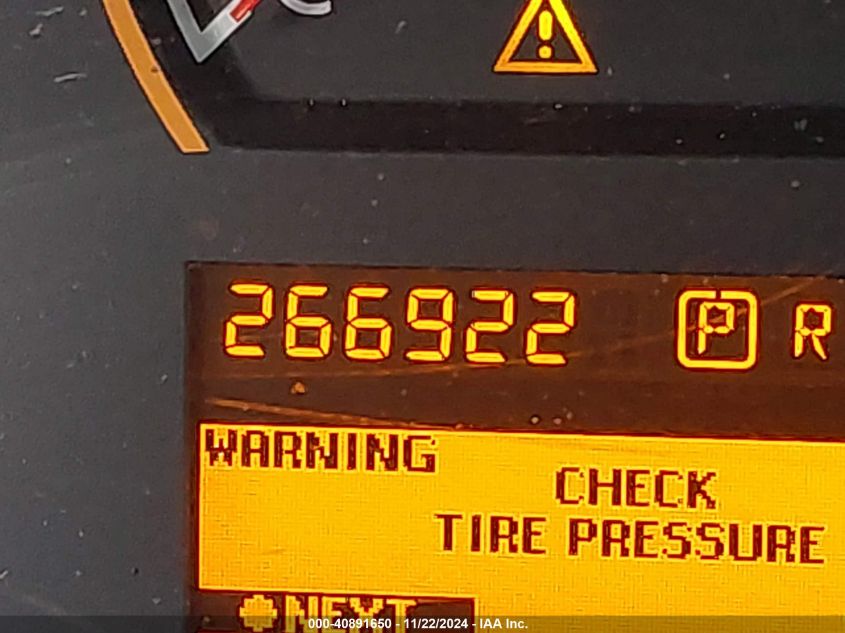 266922 P R
WARNING
CHECK
TIRE PRESSURE
NEXT
000-40891650 - 11/22/2024 - IAA Inc.